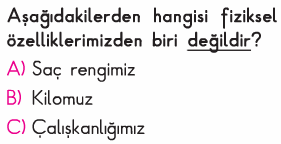 Aşağıdakilerden hangisi fiziksel
özelliklerimizden biri değildir?
A) Saç rengimiz
B) Kilomuz
C) Çalışkanlığımız